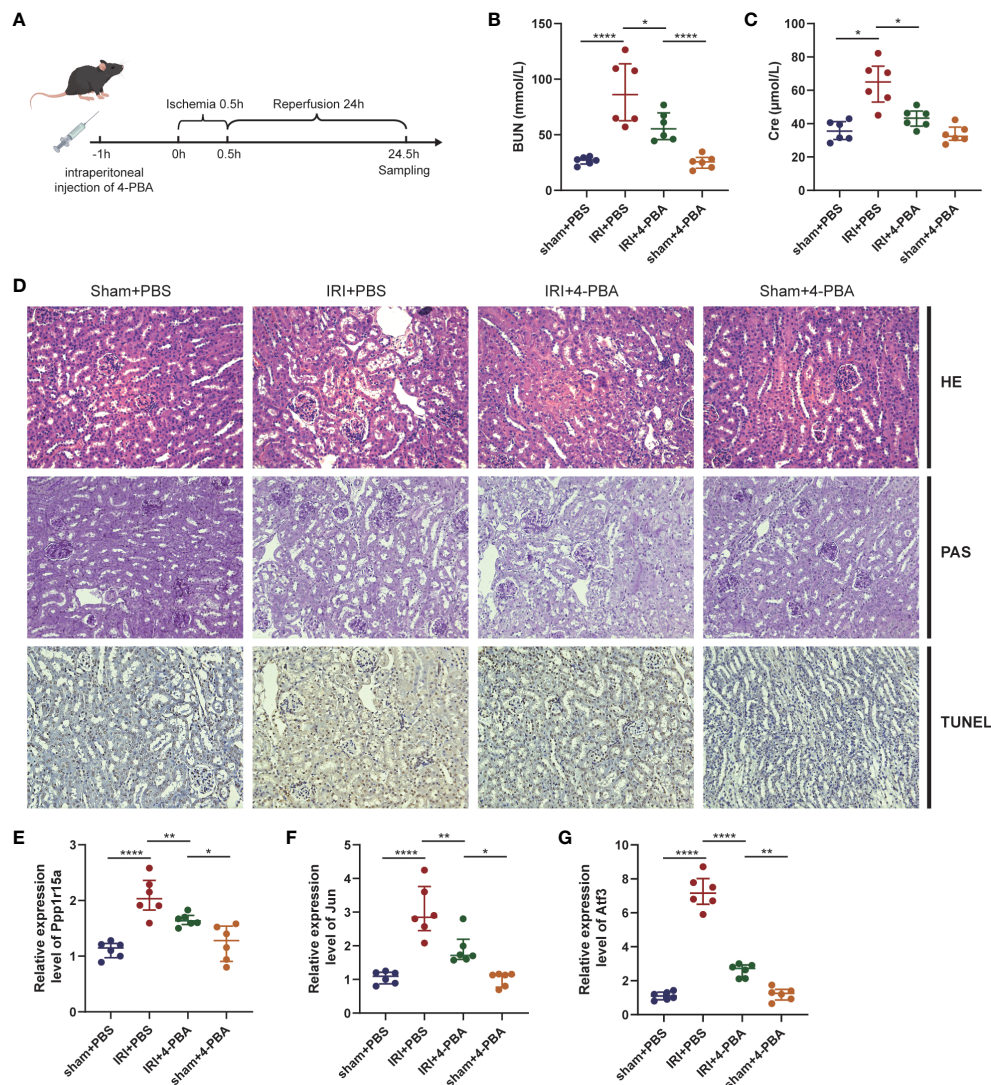 A
Ischemia 0.5h
Reperfusion 24h
-1h
0h
0.5h
24.5h
intraperitoneal
injection of 4-PBA
Sampling
B
BUN (mmol/L)
150
100
50
0
****
*
****
sham+PBS
IRI+PBS
IRI+4-PBA
sham+4-PBA
C
Cre (μmol/L)
100
80
60
40
20
0
*
*
sham+PBS
IRI+PBS
IRI+4-PBA
sham+4-PBA
D
Sham+PBS
IRI+PBS
IRI+4-PBA
Sham+4-PBA
HE
PAS
TUNEL
E
Relative expression
level of Ppp1r15a
3
2
1
0
****
**
*
sham+PBS
IRI+PBS
IRI+4-PBA
sham+4-PBA
F
Relative expression
level of Jun
5
4
3
2
1
0
****
**
*
sham+PBS
IRI+PBS
IRI+4-PBA
sham+4-PBA
G
Relative expression
level of Atf3
10
8
6
4
2
0
****
****
**
sham+PBS
IRI+PBS
IRI+4-PBA
sham+4-PBA